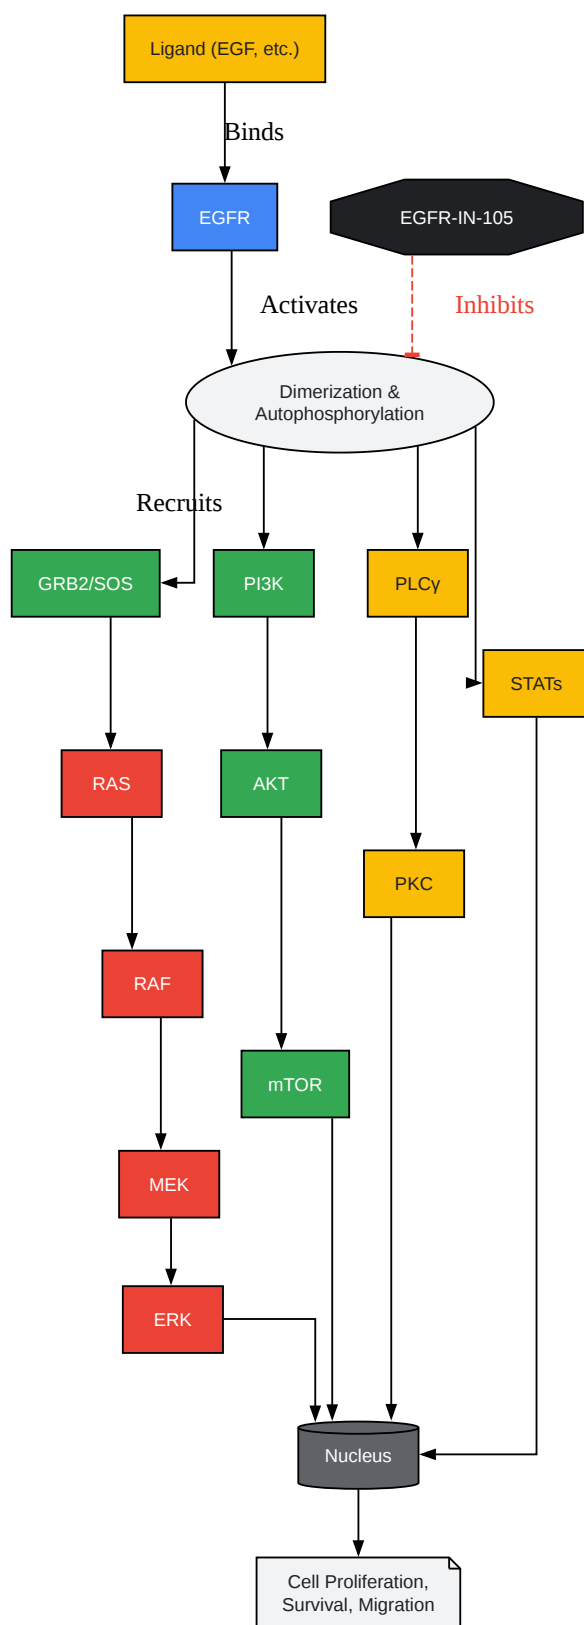 Ligand (EGF, etc.)
Binds
EGFR
EGFR-IN-105
Activates
Inhibits
Dimerization &
Autophosphorylation
Recruits
GRB2/SOS
PI3K
PLCγ
STATs
RAS
AKT
PKC
RAF
mTOR
MEK
ERK
Nucleus
Cell Proliferation,
Survival, Migration